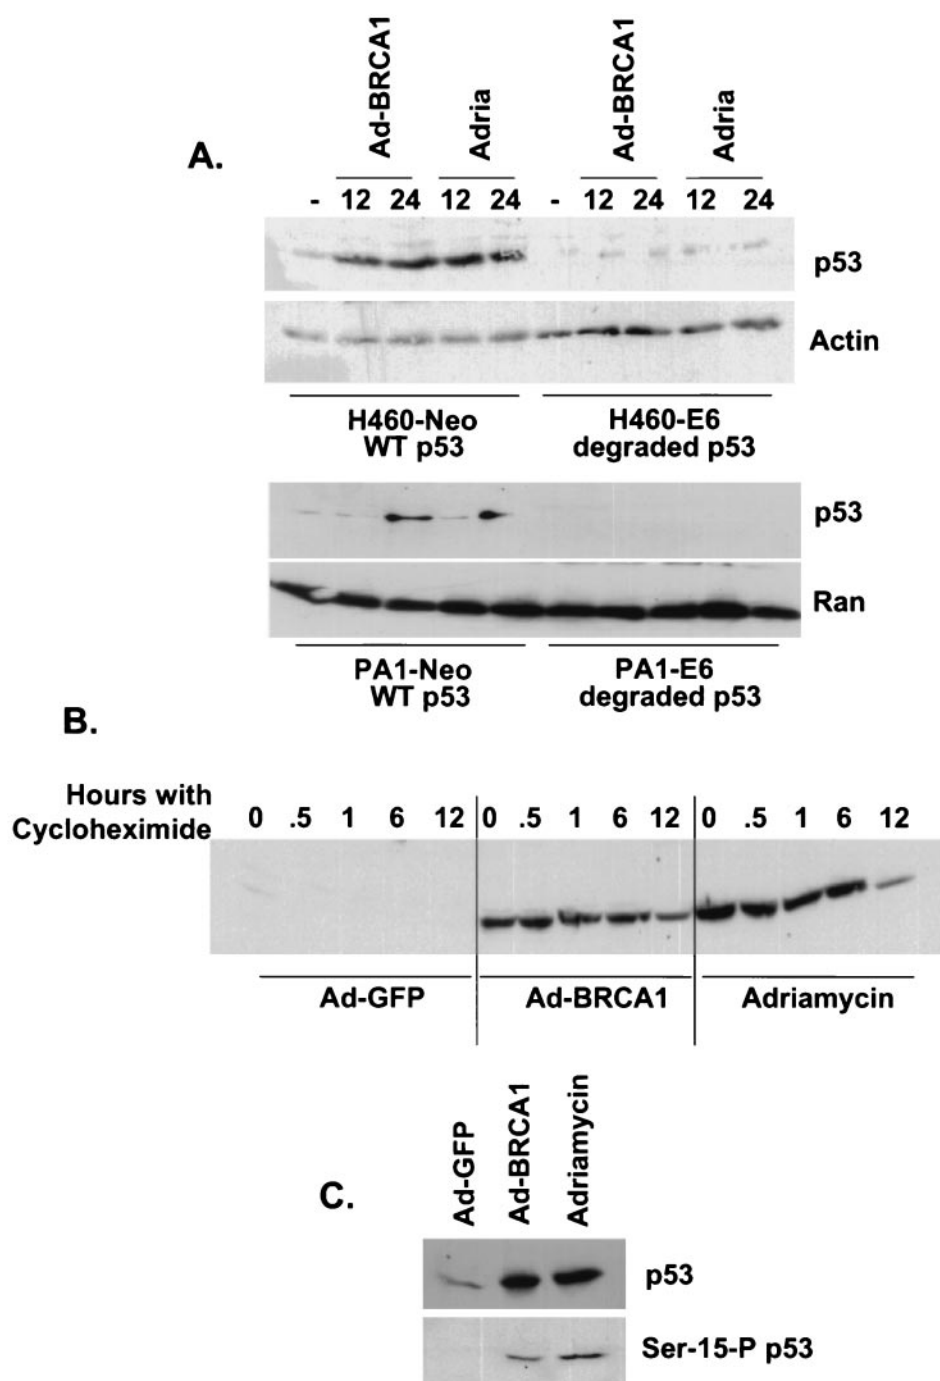 A.
Ad-BRCA1 Adria Ad-BRCA1 Adria
- 12 24 12 24 - 12 24 12 24
p53
Actin
H460-Neo H460-E6
WT p53 degraded p53
p53
Ran
PA1-Neo PA1-E6
WT p53 degraded p53
B.
Hours with
Cycloheximide 0 .5 1 6 12 0 .5 1 6 12 0 .5 1 6 12
Ad-GFP Ad-BRCA1 Adriamycin
C.
Ad-GFP Ad-BRCA1 Adriamycin
p53
Ser-15-P p53